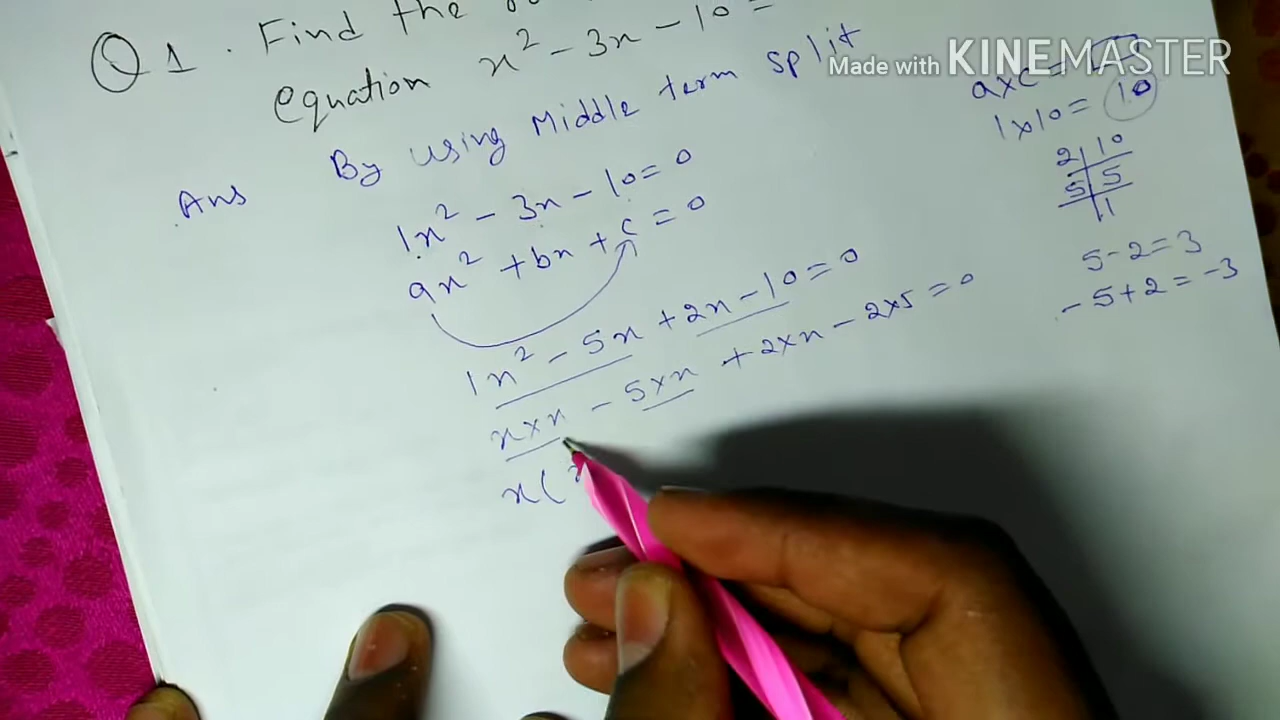 Made with KINEMASTER
Q1. Find the
equation x² - 3x - 10 =
Ans By using Middle term split
1x² - 3x - 10 = 0
ax² + bx + c = 0
1x² - 5x + 2x - 10 = 0
x×x - 5×x + 2×x - 2×5 = 0
x(
a×c =
1×10 = 10
2 | 10
5 | 5
| 1
5-2=3
-5+2=-3